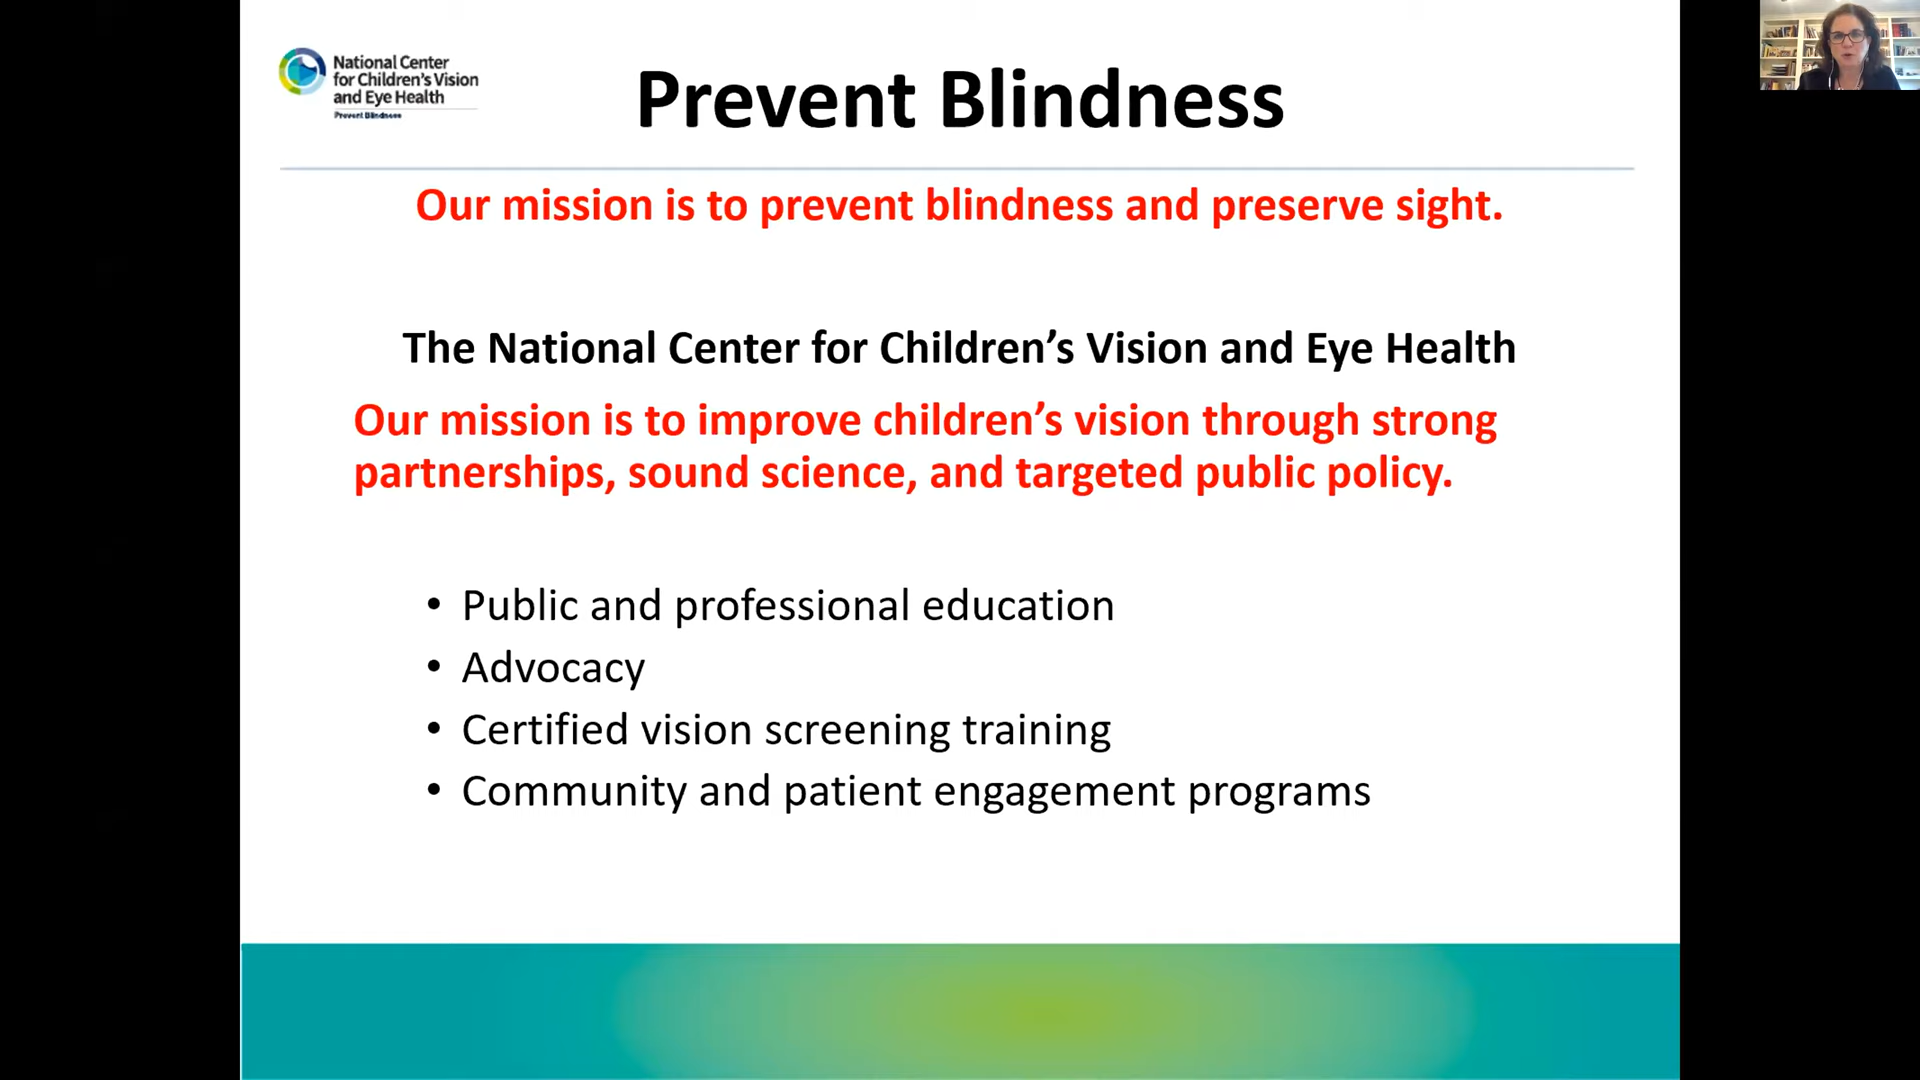 National Center
for Children's Vision
and Eye Health
Prevent Blindness
Prevent Blindness
Our mission is to prevent blindness and preserve sight.
The National Center for Children’s Vision and Eye Health
Our mission is to improve children’s vision through strong
partnerships, sound science, and targeted public policy.
• Public and professional education
• Advocacy
• Certified vision screening training
• Community and patient engagement programs